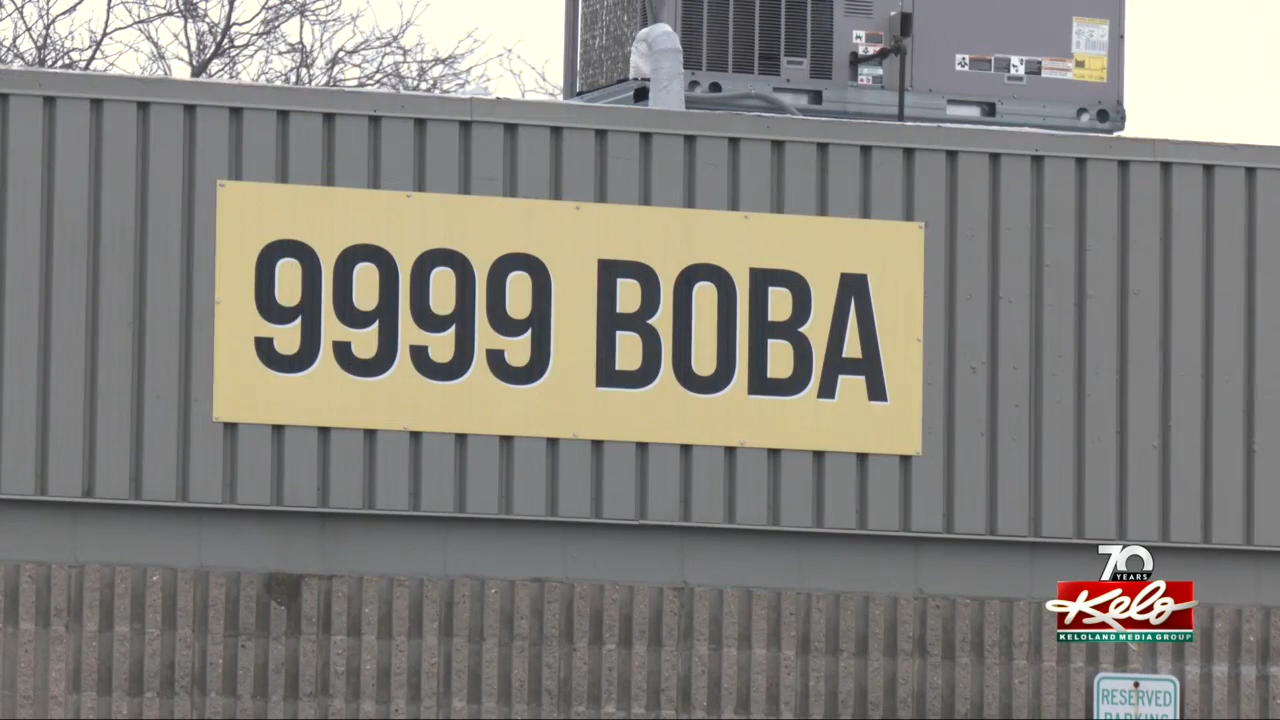 9999 BOBA
70
YEARS
Kelo
KELOLAND MEDIA GROUP
RESERVED
PARKING